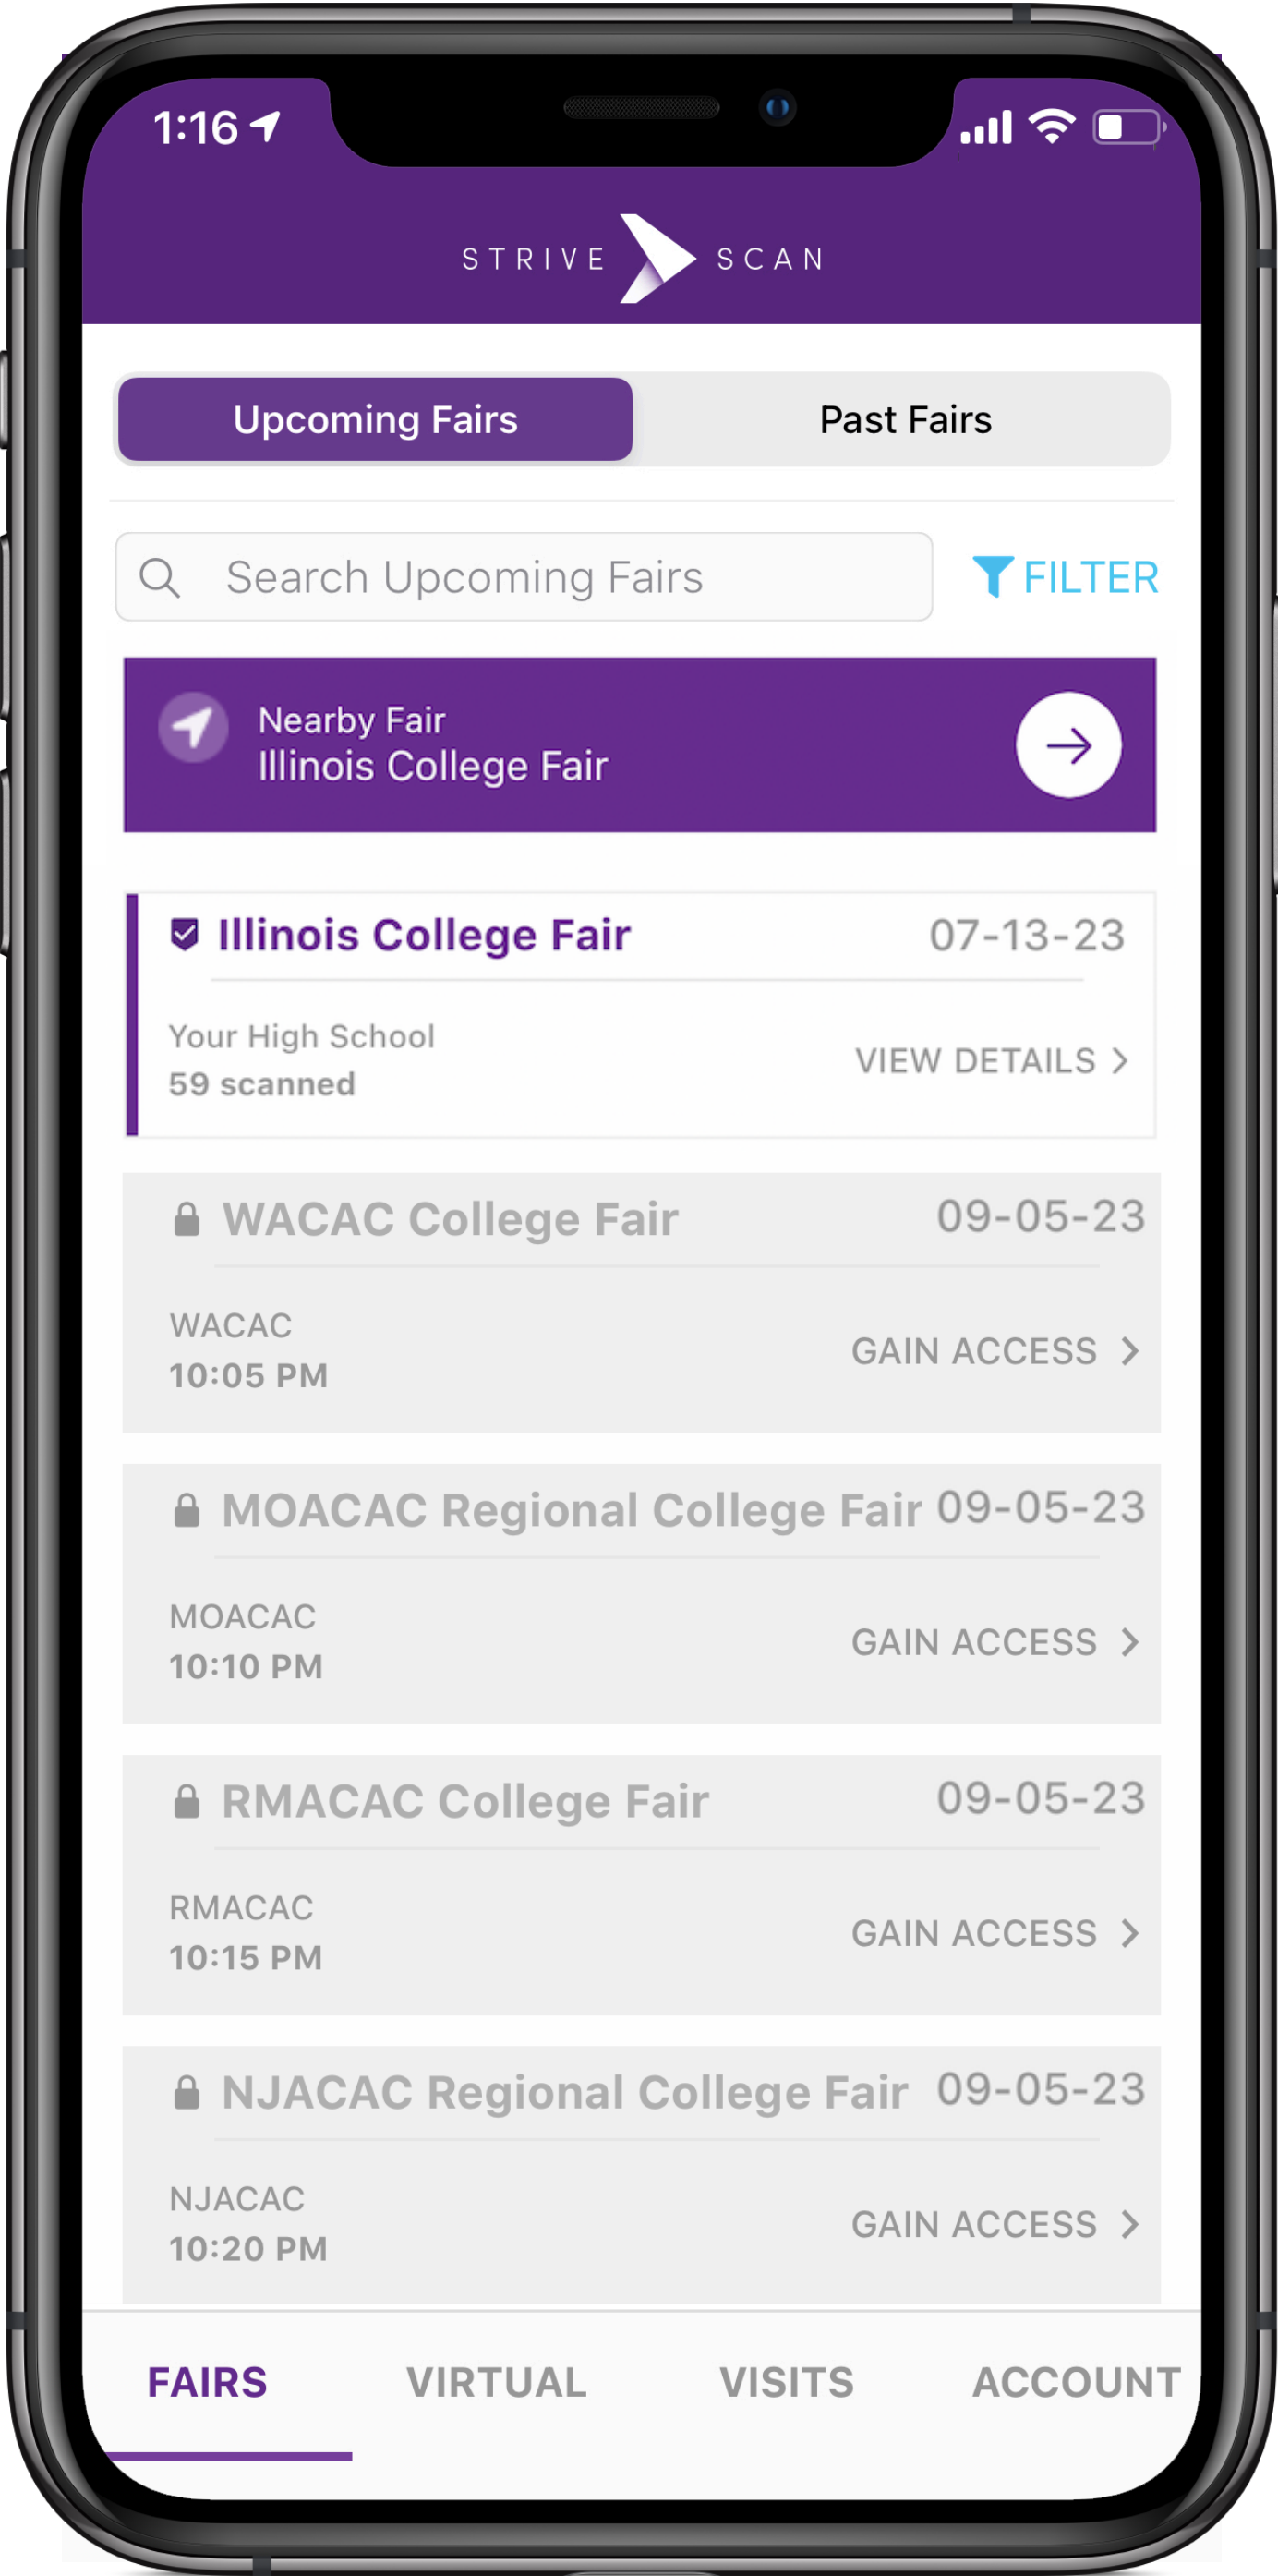 1:16
STRIVE SCAN
Upcoming Fairs
Past Fairs
Search Upcoming Fairs
FILTER
Nearby Fair
Illinois College Fair
Illinois College Fair
07-13-23
Your High School
59 scanned
VIEW DETAILS
WACAC College Fair
09-05-23
WACAC
10:05 PM
GAIN ACCESS
MOACAC Regional College Fair
09-05-23
MOACAC
10:10 PM
GAIN ACCESS
RMACAC College Fair
09-05-23
RMACAC
10:15 PM
GAIN ACCESS
NJACAC Regional College Fair
09-05-23
NJACAC
10:20 PM
GAIN ACCESS
FAIRS
VIRTUAL
VISITS
ACCOUNT